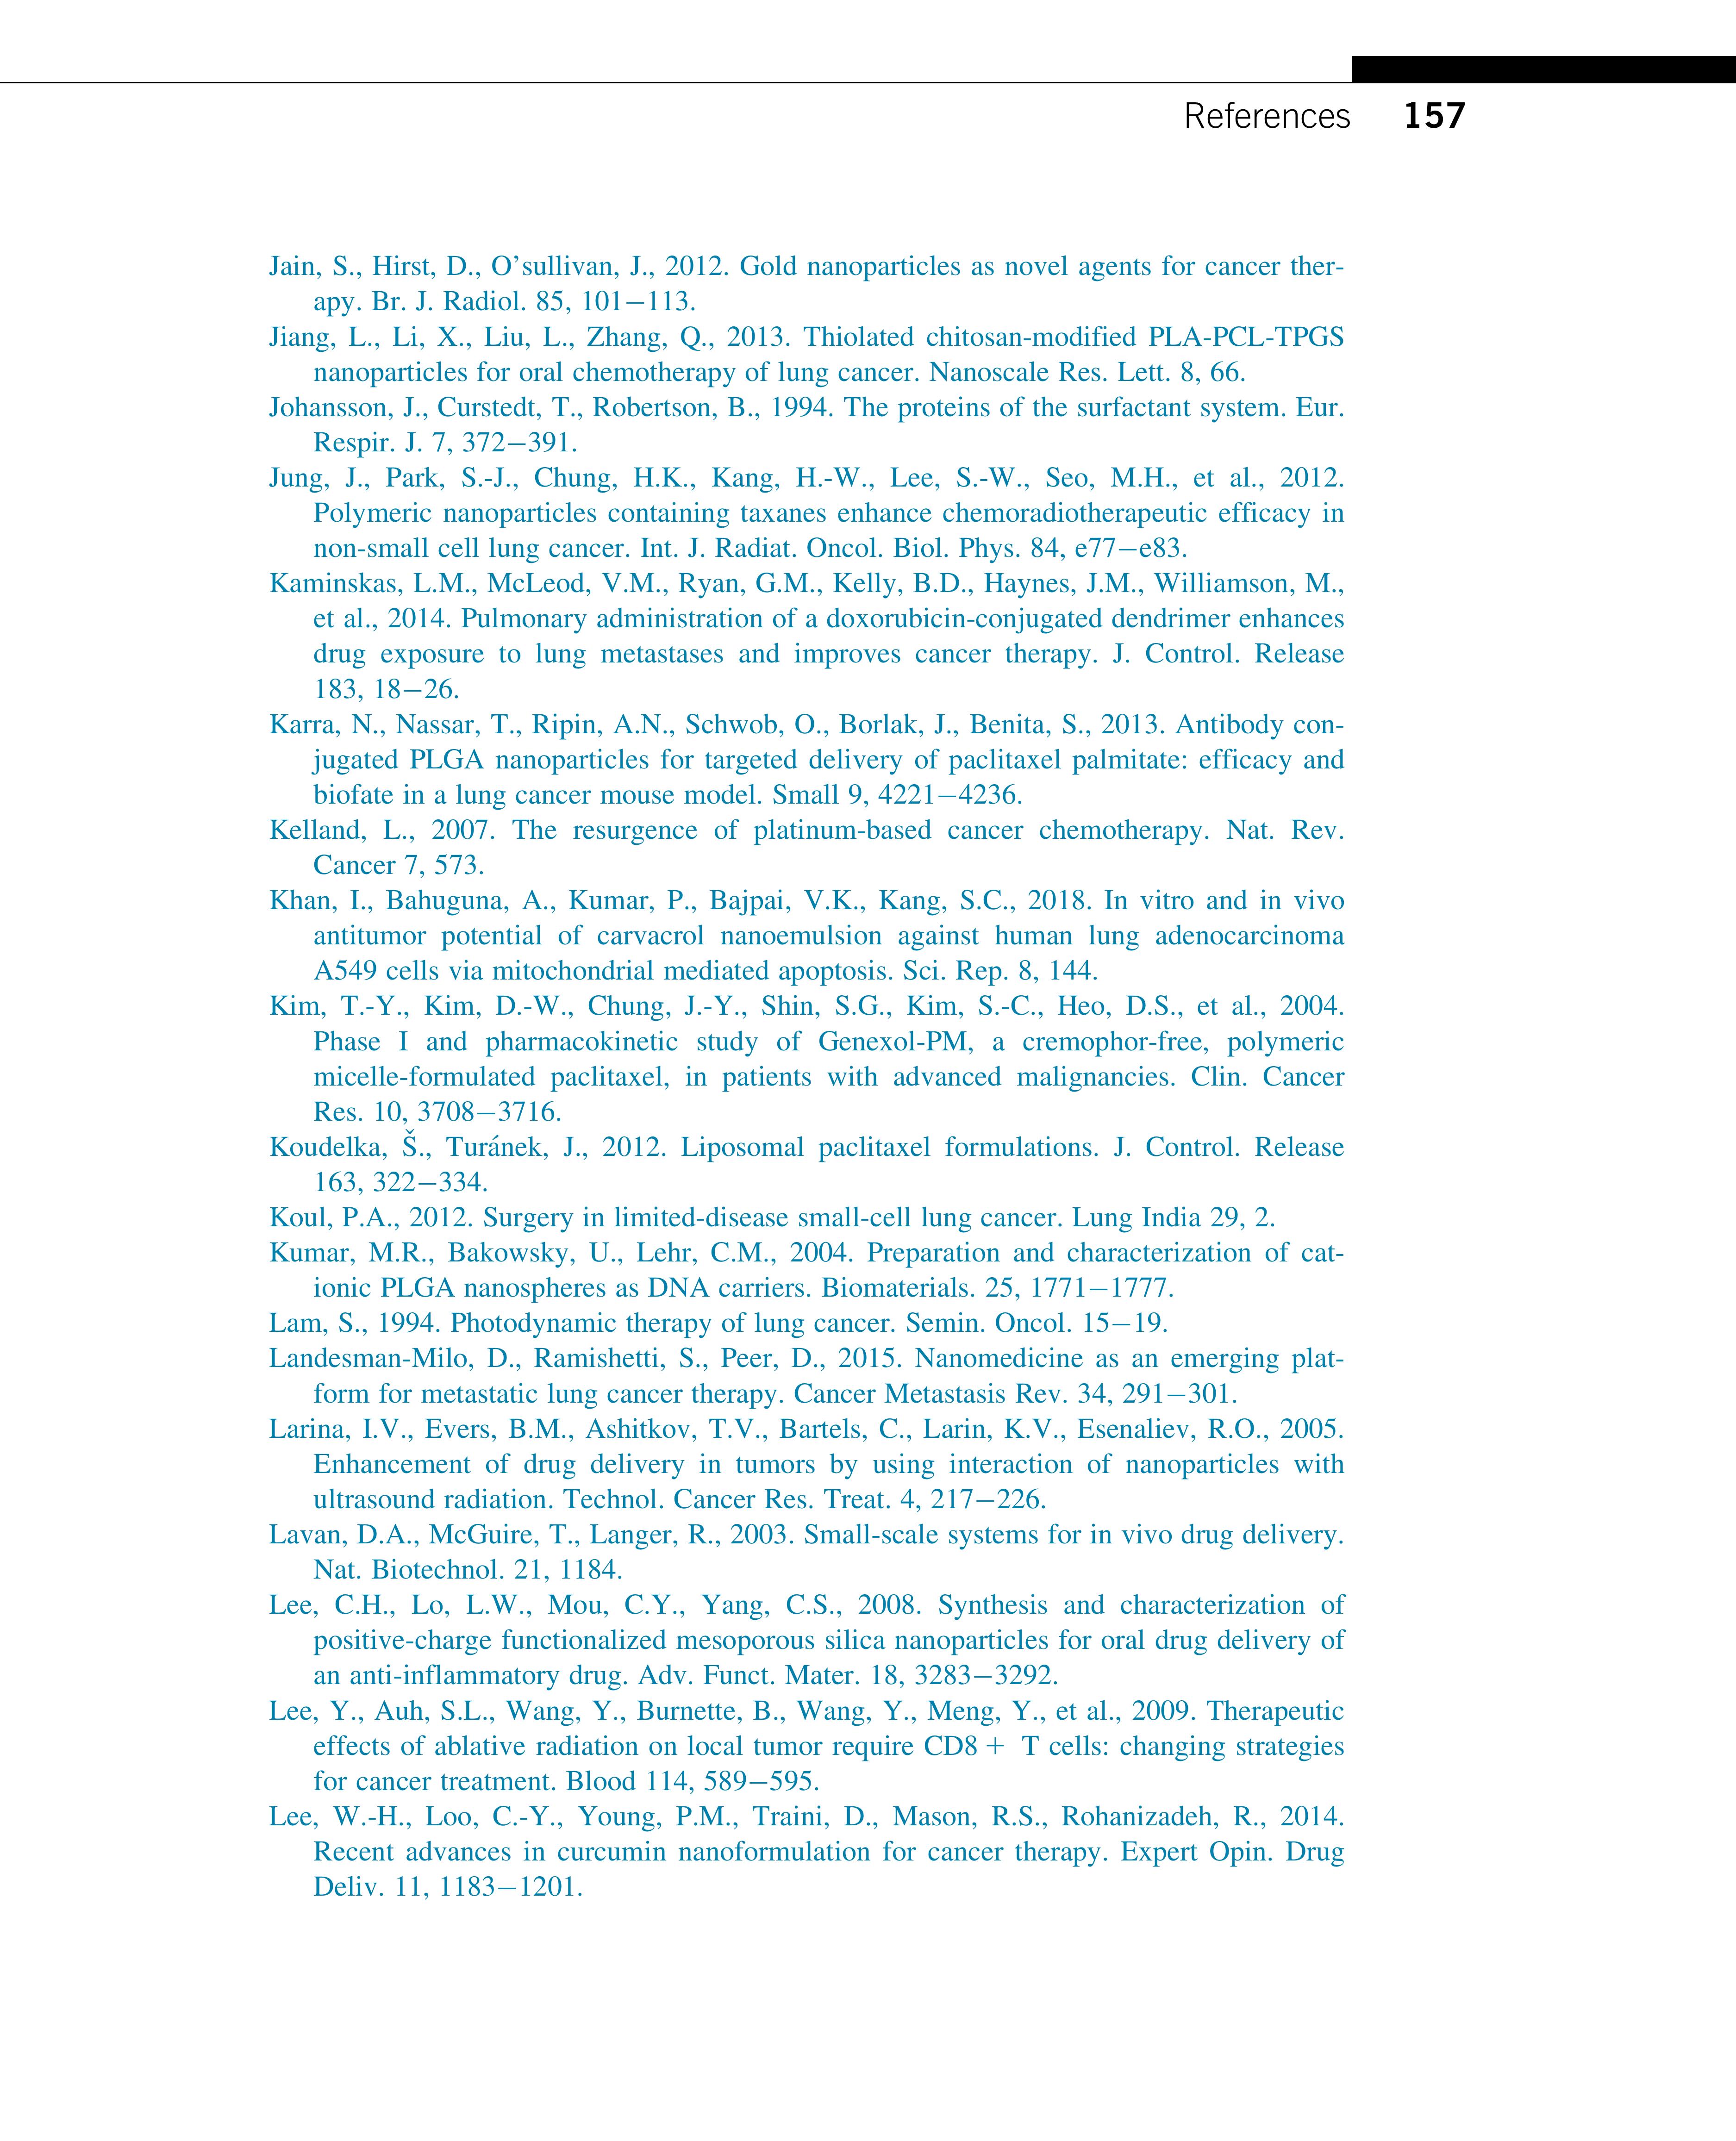 References 157
Jain, S., Hirst, D., O’sullivan, J., 2012. Gold nanoparticles as novel agents for cancer ther-
apy. Br. J. Radiol. 85, 101–113.
Jiang, L., Li, X., Liu, L., Zhang, Q., 2013. Thiolated chitosan-modified PLA-PCL-TPGS
nanoparticles for oral chemotherapy of lung cancer. Nanoscale Res. Lett. 8, 66.
Johansson, J., Curstedt, T., Robertson, B., 1994. The proteins of the surfactant system. Eur.
Respir. J. 7, 372–391.
Jung, J., Park, S.-J., Chung, H.K., Kang, H.-W., Lee, S.-W., Seo, M.H., et al., 2012.
Polymeric nanoparticles containing taxanes enhance chemoradiotherapeutic efficacy in
non-small cell lung cancer. Int. J. Radiat. Oncol. Biol. Phys. 84, e77–e83.
Kaminskas, L.M., McLeod, V.M., Ryan, G.M., Kelly, B.D., Haynes, J.M., Williamson, M.,
et al., 2014. Pulmonary administration of a doxorubicin-conjugated dendrimer enhances
drug exposure to lung metastases and improves cancer therapy. J. Control. Release
183, 18–26.
Karra, N., Nassar, T., Ripin, A.N., Schwob, O., Borlak, J., Benita, S., 2013. Antibody con-
jugated PLGA nanoparticles for targeted delivery of paclitaxel palmitate: efficacy and
biofate in a lung cancer mouse model. Small 9, 4221–4236.
Kelland, L., 2007. The resurgence of platinum-based cancer chemotherapy. Nat. Rev.
Cancer 7, 573.
Khan, I., Bahuguna, A., Kumar, P., Bajpai, V.K., Kang, S.C., 2018. In vitro and in vivo
antitumor potential of carvacrol nanoemulsion against human lung adenocarcinoma
A549 cells via mitochondrial mediated apoptosis. Sci. Rep. 8, 144.
Kim, T.-Y., Kim, D.-W., Chung, J.-Y., Shin, S.G., Kim, S.-C., Heo, D.S., et al., 2004.
Phase I and pharmacokinetic study of Genexol-PM, a cremophor-free, polymeric
micelle-formulated paclitaxel, in patients with advanced malignancies. Clin. Cancer
Res. 10, 3708–3716.
Koudelka, Š., Turánek, J., 2012. Liposomal paclitaxel formulations. J. Control. Release
163, 322–334.
Koul, P.A., 2012. Surgery in limited-disease small-cell lung cancer. Lung India 29, 2.
Kumar, M.R., Bakowsky, U., Lehr, C.M., 2004. Preparation and characterization of cat-
ionic PLGA nanospheres as DNA carriers. Biomaterials. 25, 1771–1777.
Lam, S., 1994. Photodynamic therapy of lung cancer. Semin. Oncol. 15–19.
Landesman-Milo, D., Ramishetti, S., Peer, D., 2015. Nanomedicine as an emerging plat-
form for metastatic lung cancer therapy. Cancer Metastasis Rev. 34, 291–301.
Larina, I.V., Evers, B.M., Ashitkov, T.V., Bartels, C., Larin, K.V., Esenaliev, R.O., 2005.
Enhancement of drug delivery in tumors by using interaction of nanoparticles with
ultrasound radiation. Technol. Cancer Res. Treat. 4, 217–226.
Lavan, D.A., McGuire, T., Langer, R., 2003. Small-scale systems for in vivo drug delivery.
Nat. Biotechnol. 21, 1184.
Lee, C.H., Lo, L.W., Mou, C.Y., Yang, C.S., 2008. Synthesis and characterization of
positive-charge functionalized mesoporous silica nanoparticles for oral drug delivery of
an anti-inflammatory drug. Adv. Funct. Mater. 18, 3283–3292.
Lee, Y., Auh, S.L., Wang, Y., Burnette, B., Wang, Y., Meng, Y., et al., 2009. Therapeutic
effects of ablative radiation on local tumor require CD8 + T cells: changing strategies
for cancer treatment. Blood 114, 589–595.
Lee, W.-H., Loo, C.-Y., Young, P.M., Traini, D., Mason, R.S., Rohanizadeh, R., 2014.
Recent advances in curcumin nanoformulation for cancer therapy. Expert Opin. Drug
Deliv. 11, 1183–1201.